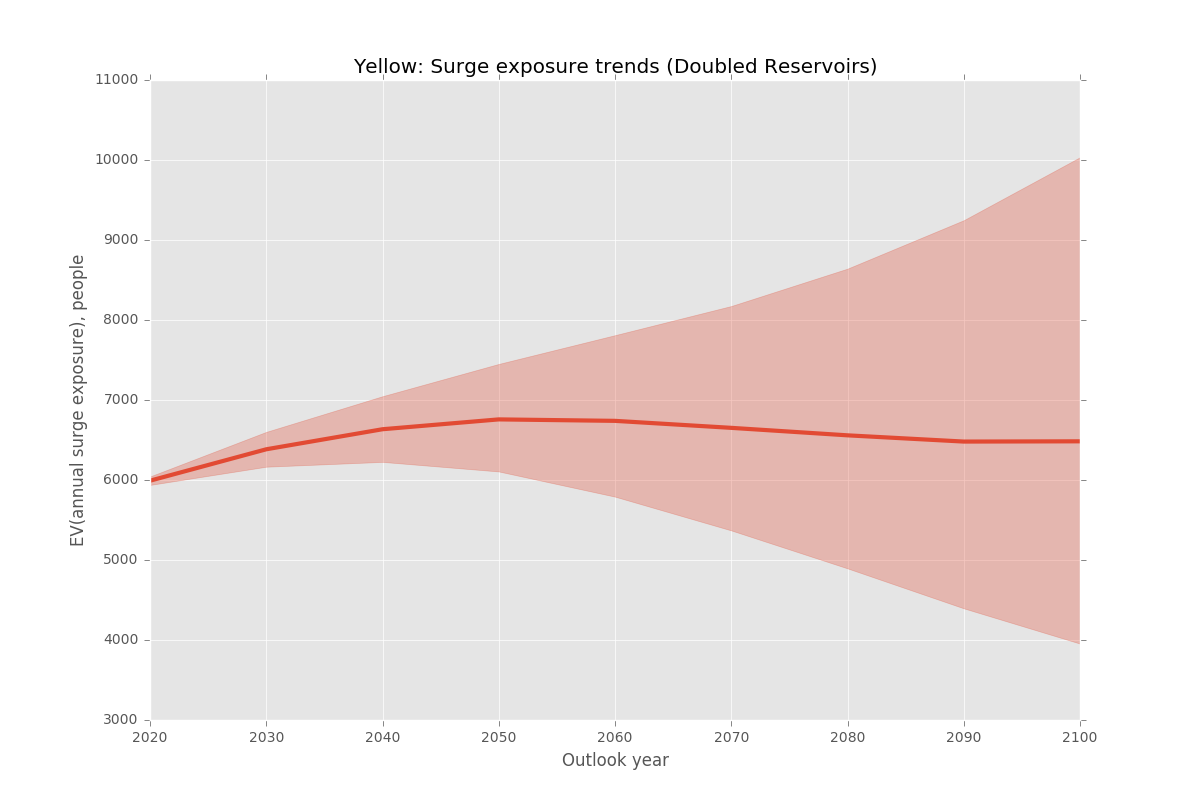 Yellow: Surge exposure trends (Doubled Reservoirs)
11000
10000
9000
8000
7000
6000
5000
4000
3000
EV(annual surge exposure), people
2020 2030 2040 2050 2060 2070 2080 2090 2100
Outlook year